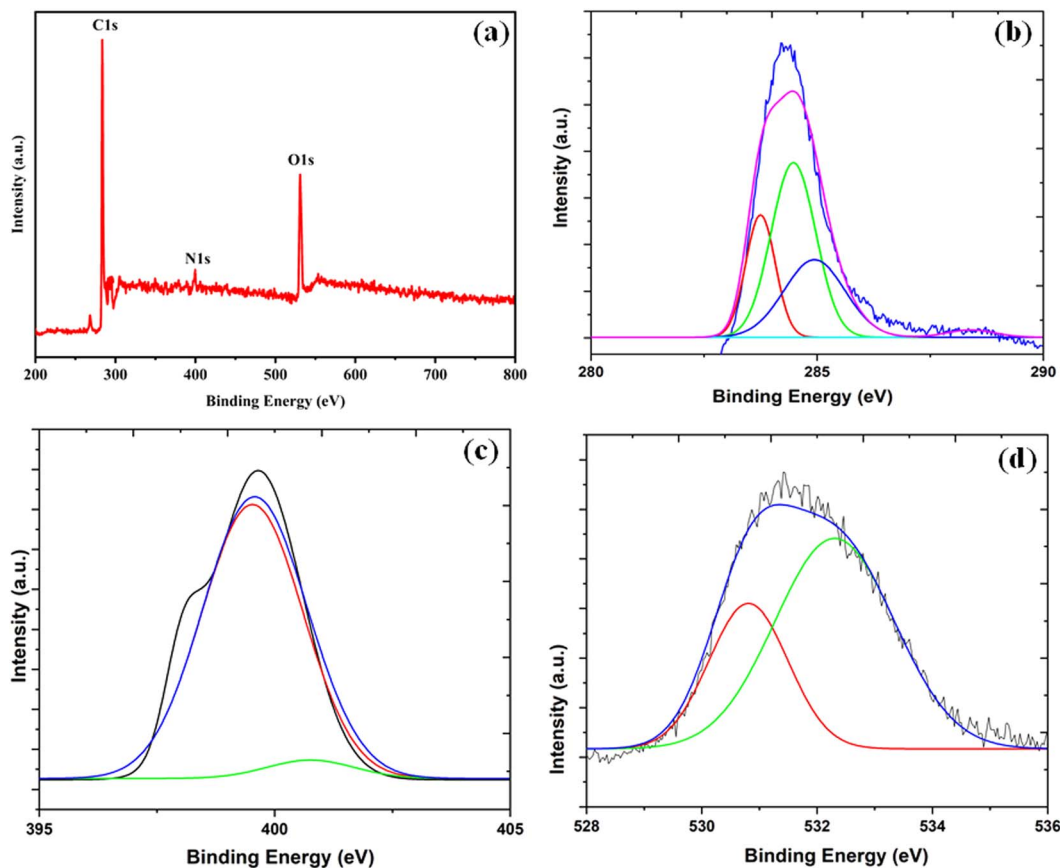 C1s
(a)
O1s
N1s
Intensity (a.u.)
200 300 400 500 600 700 800
Binding Energy (eV)
(b)
Intensity (a.u.)
280 285 290
Binding Energy (eV)
(c)
Intensity (a.u.)
395 400 405
Binding Energy (eV)
(d)
Intensity (a.u.)
528 530 532 534 536
Binding Energy (eV)